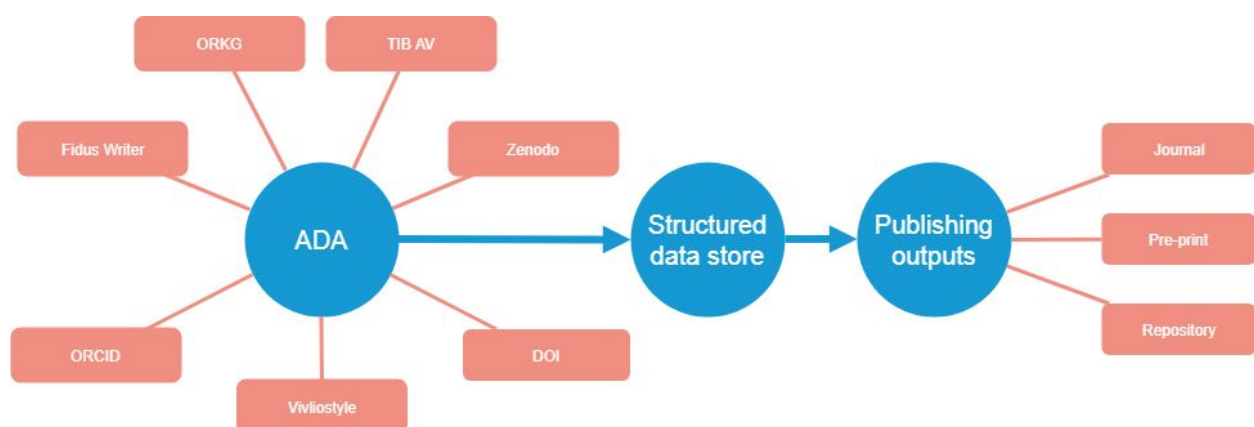 ORKG
TIB AV
Fidus Writer
Zenodo
ADA
ORCID
Vivliostyle
DOI
Structured
data store
Publishing
outputs
Journal
Pre-print
Repository